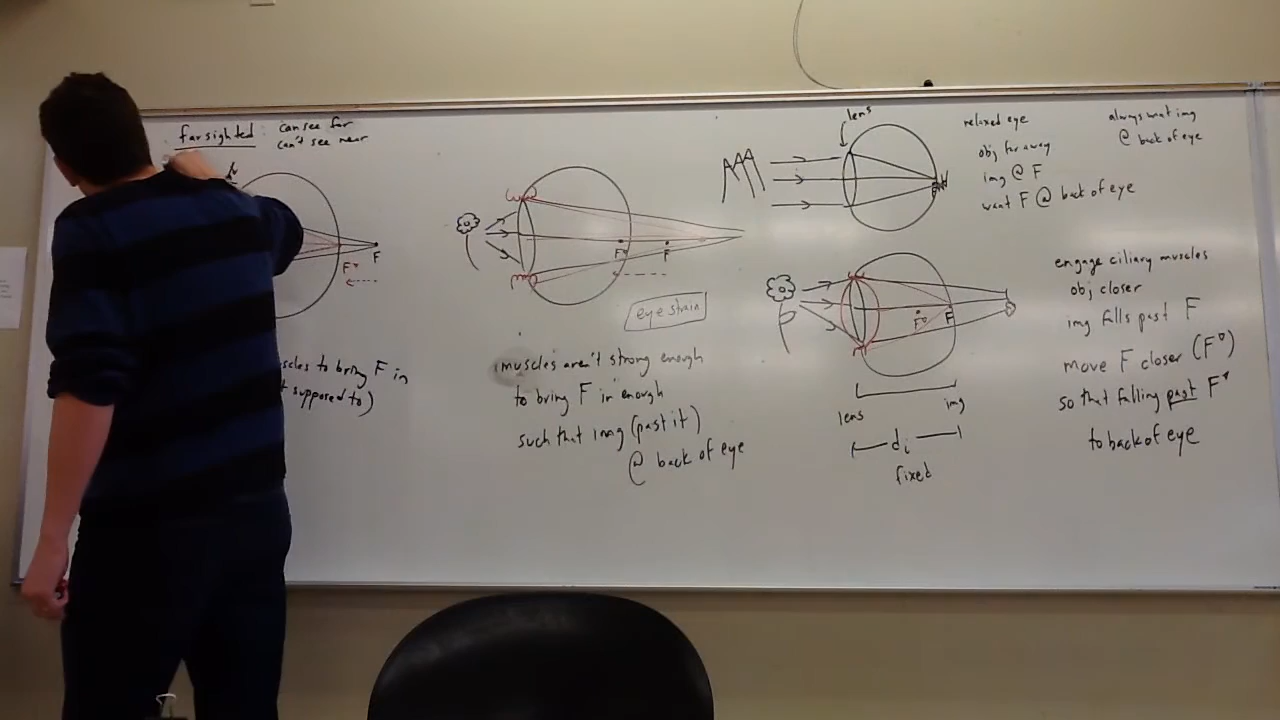 farsighted : can see far
can't see near
F
F*
scles to bring F in
t supposed to)
F*
F
eye strain
muscles aren't strong enough
to bring F in enough
such that img (past it)
@ back of eye
lens
relaxed eye
obj far away
img @ F
want F @ back of eye
always want img
@ back of eye
F
lens
img
di
fixed
engage ciliary muscles
obj closer
img falls past F
move F closer
so that falling past F*
to back of eye